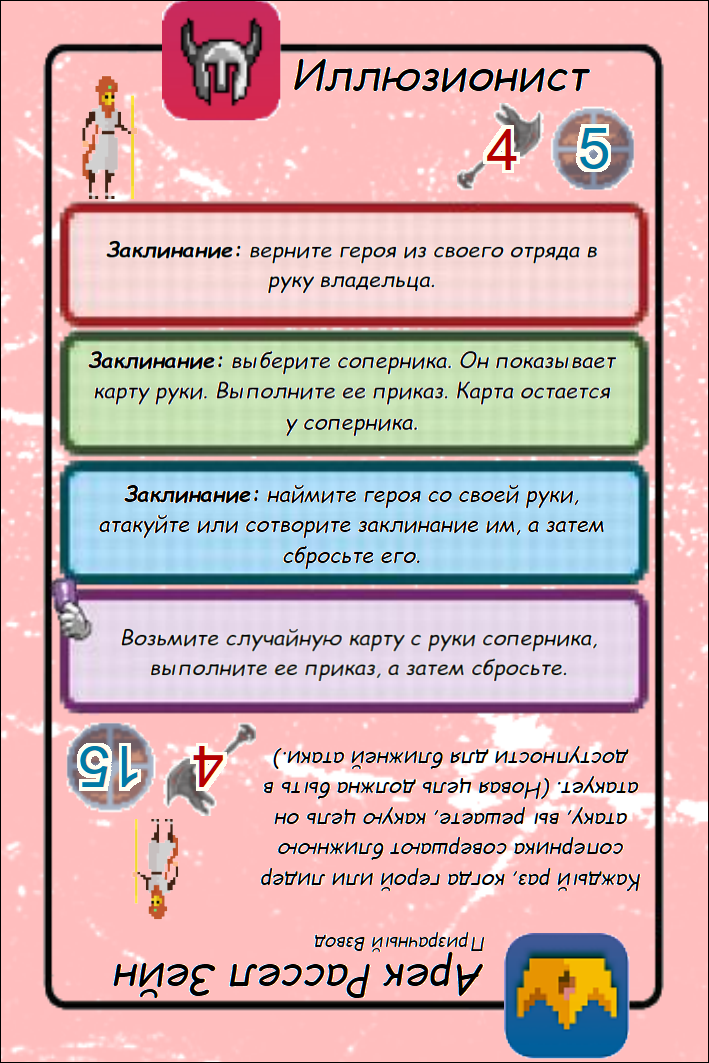 Иллюзионист
4 5
Заклинание: верните героя из своего отряда в
руку владельца.
Заклинание: выберите соперника. Он показывает
карту руки. Выполните ее приказ. Карта остается
у соперника.
Заклинание: наймите героя со своей руки,
атакуйте или сотворите заклинание им, а затем
сбросьте его.
Возьмите случайную карту с руки соперника,
выполните ее приказ, а затем сбросьте.
Арек Рассел Зейн
Призрачный Взвод
Каждый раз, когда герой или лидер
соперника совершают ближнюю
атаку, вы решаете, какую цель он
атакует. (Новая цель должна быть в
доступности для ближней атаки.)
4 15